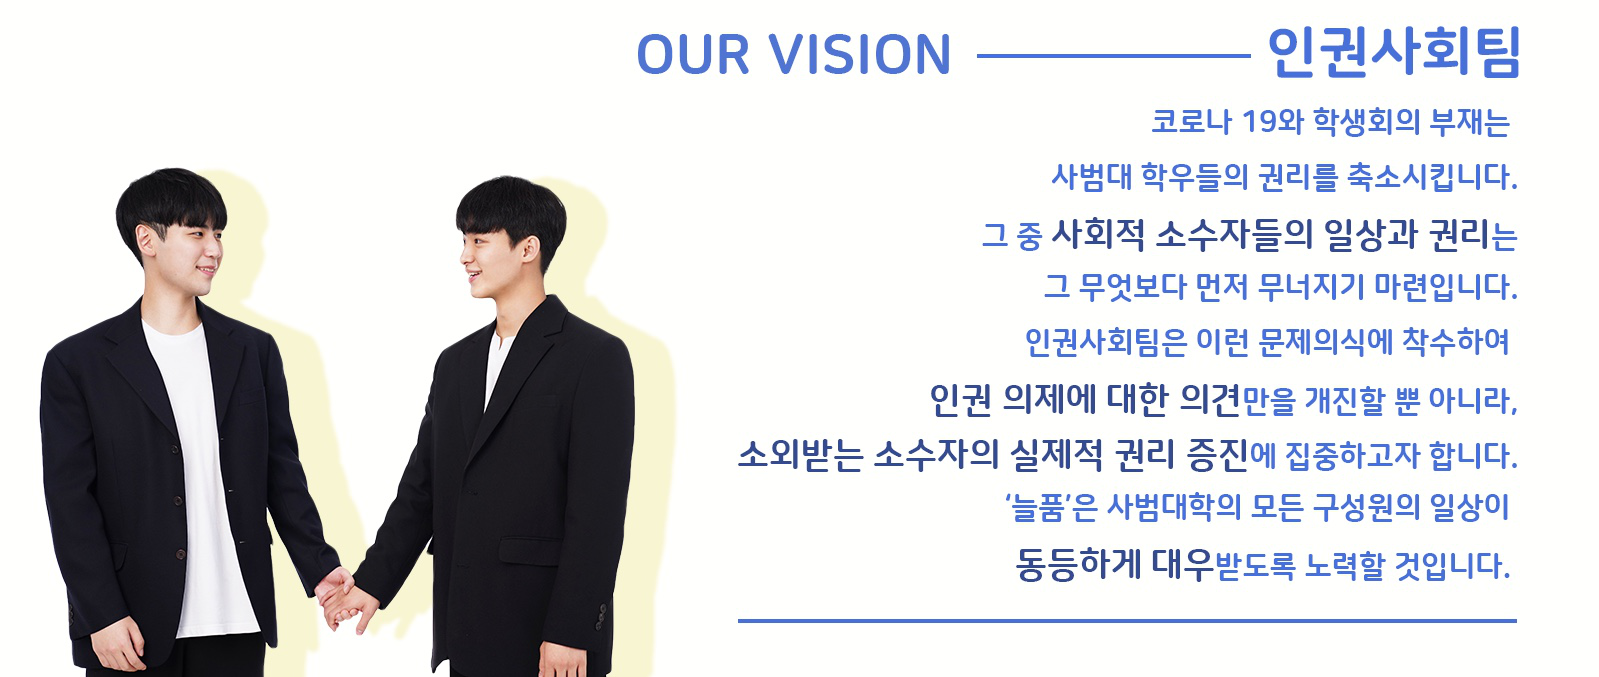 OUR VISION 인권사회팀
코로나 19와 학생회의 부재는
사범대 학우들의 권리를 축소시킵니다.
그 중 사회적 소수자들의 일상과 권리는
그 무엇보다 먼저 무너지기 마련입니다.
인권사회팀은 이런 문제의식에 착수하여
인권 의제에 대한 의견만을 개진할 뿐 아니라,
소외받는 소수자의 실제적 권리 증진에 집중하고자 합니다.
‘늘품’은 사범대학의 모든 구성원의 일상이
동등하게 대우받도록 노력할 것입니다.